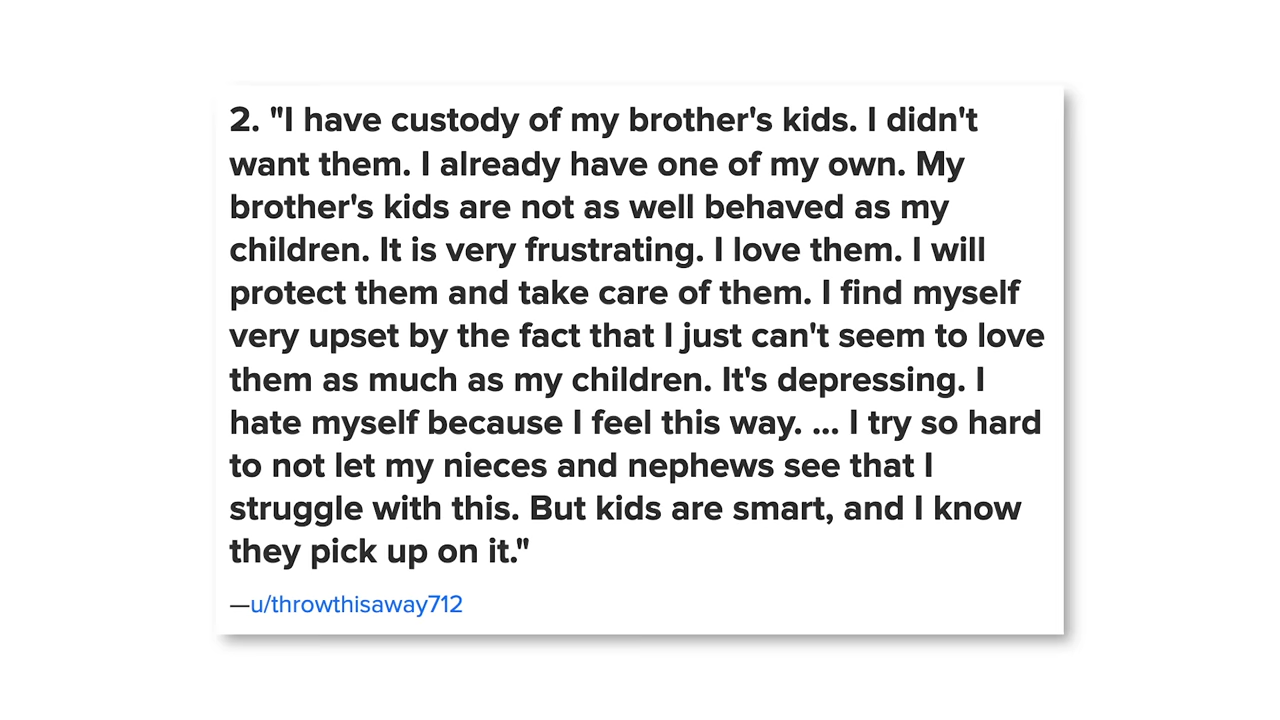 2. "I have custody of my brother's kids. I didn't
want them. I already have one of my own. My
brother's kids are not as well behaved as my
children. It is very frustrating. I love them. I will
protect them and take care of them. I find myself
very upset by the fact that I just can't seem to love
them as much as my children. It's depressing. I
hate myself because I feel this way. ... I try so hard
to not let my nieces and nephews see that I
struggle with this. But kids are smart, and I know
they pick up on it."
—u/throwthisaway712